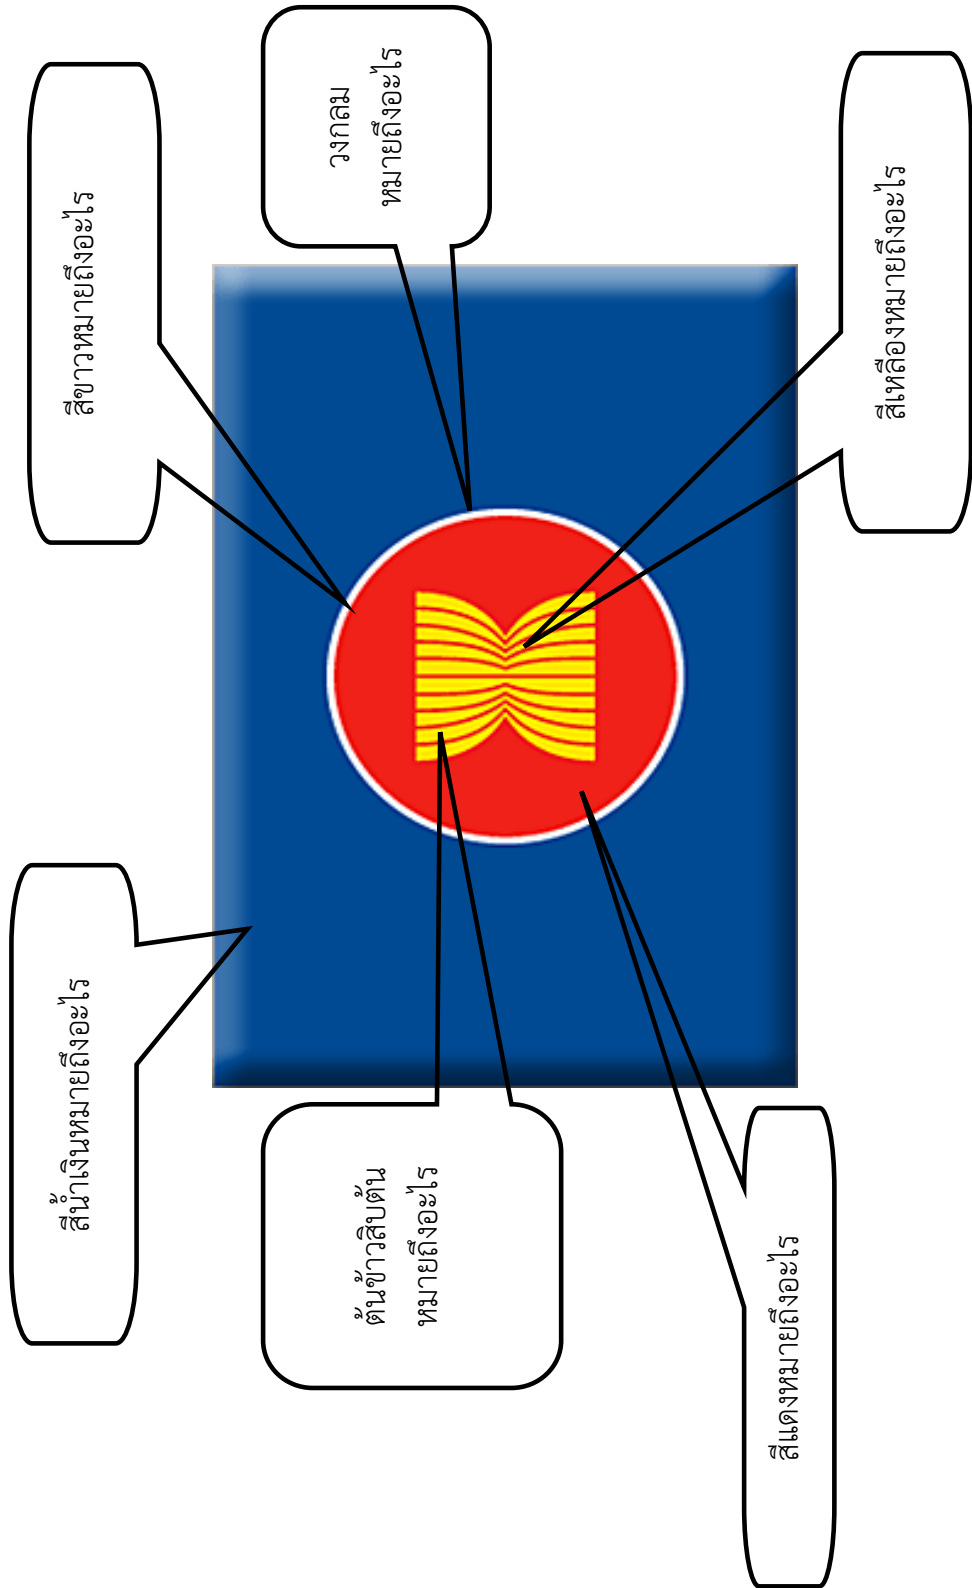 สีน้ำเงินหมายถึงอะไร
สีขาวหมายถึงอะไร
วงกลม
หมายถึงอะไร
ต้นข้าวสิบต้น
หมายถึงอะไร
สีแดงหมายถึงอะไร
สีเหลืองหมายถึงอะไร